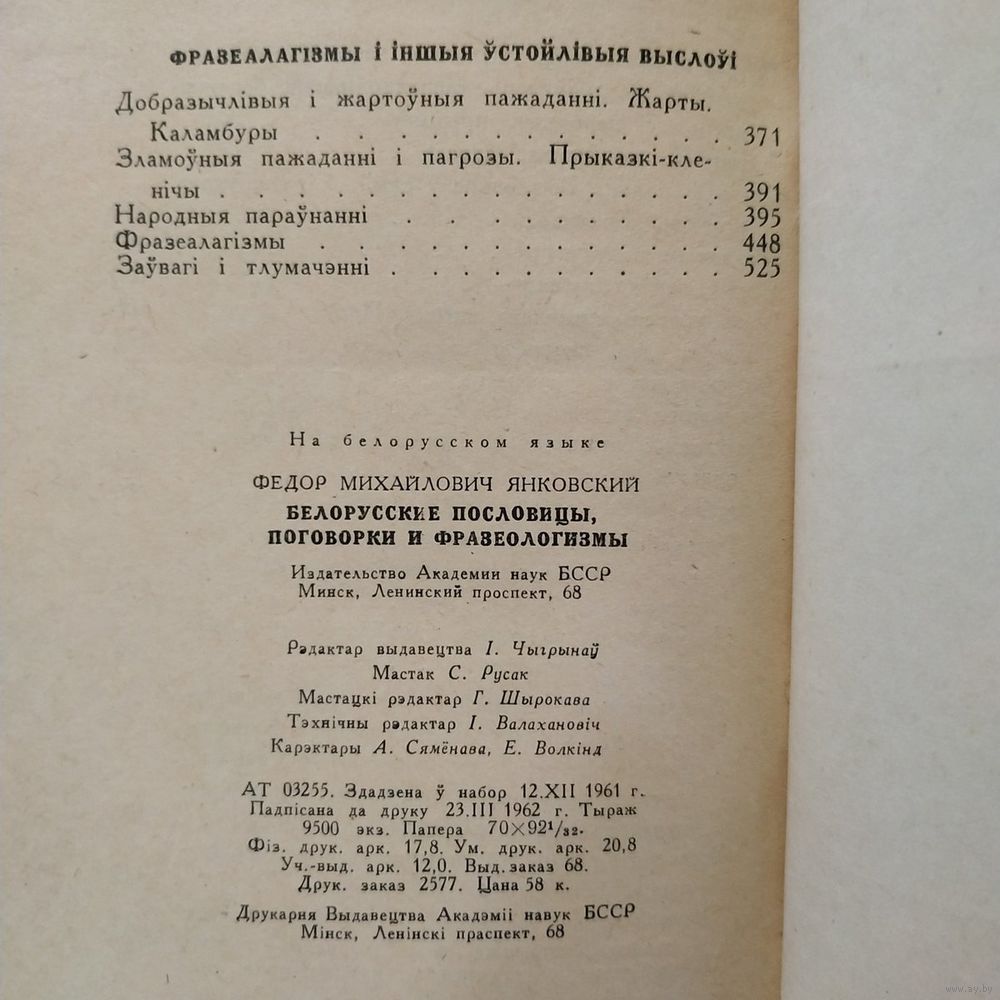 ФРАЗЕАЛАГІЗМЫ І ІНШЫЯ ЎСТОЙЛІВЫЯ ВЫСЛОЎІ
Добразычлівыя і жартоўныя пажаданні. Жарты.
Каламбуры . . . . . . . . . . . . . 371
Зламоўныя пажаданні і пагрозы. Прыказкі-кле-
нічы . . . . . . . . . . . . . . . . 391
Народныя параўнанні . . . . . . . . . . . 395
Фразеалагізмы . . . . . . . . . . . . . 448
Заўвагі і тлумачэнні . . . . . . . . . . . 525
На белорусском языке
ФЕДОР МИХАЙЛОВИЧ ЯНКОВСКИЙ
БЕЛОРУССКИЕ ПОСЛОВИЦЫ,
ПОГОВОРКИ И ФРАЗЕОЛОГИЗМЫ
Издательство Академии наук БССР
Минск, Ленинский проспект, 68
Рэдактар выдавецтва І. Чыгрынаў
Мастак С. Русак
Мастацкі рэдактар Г. Шырокава
Тэхнічны рэдактар І. Валахановіч
Карэктары А. Сямёнава, Е. Волкінд
АТ 03255. Здадзена ў набор 12.XII 1961 г.
Падпісана да друку 23.III 1962 г. Тыраж
9500 экз. Папера 70×92¹/₃₂.
Фіз. друк. арк. 17,8. Ум. друк. арк. 20,8
Уч.-выд. арк. 12,0. Выд. заказ 68.
Друк. заказ 2577. Цана 58 к.
Друкарня Выдавецтва Акадэміі навук БССР
Мінск, Ленінскі праспект, 68
www.ay.by